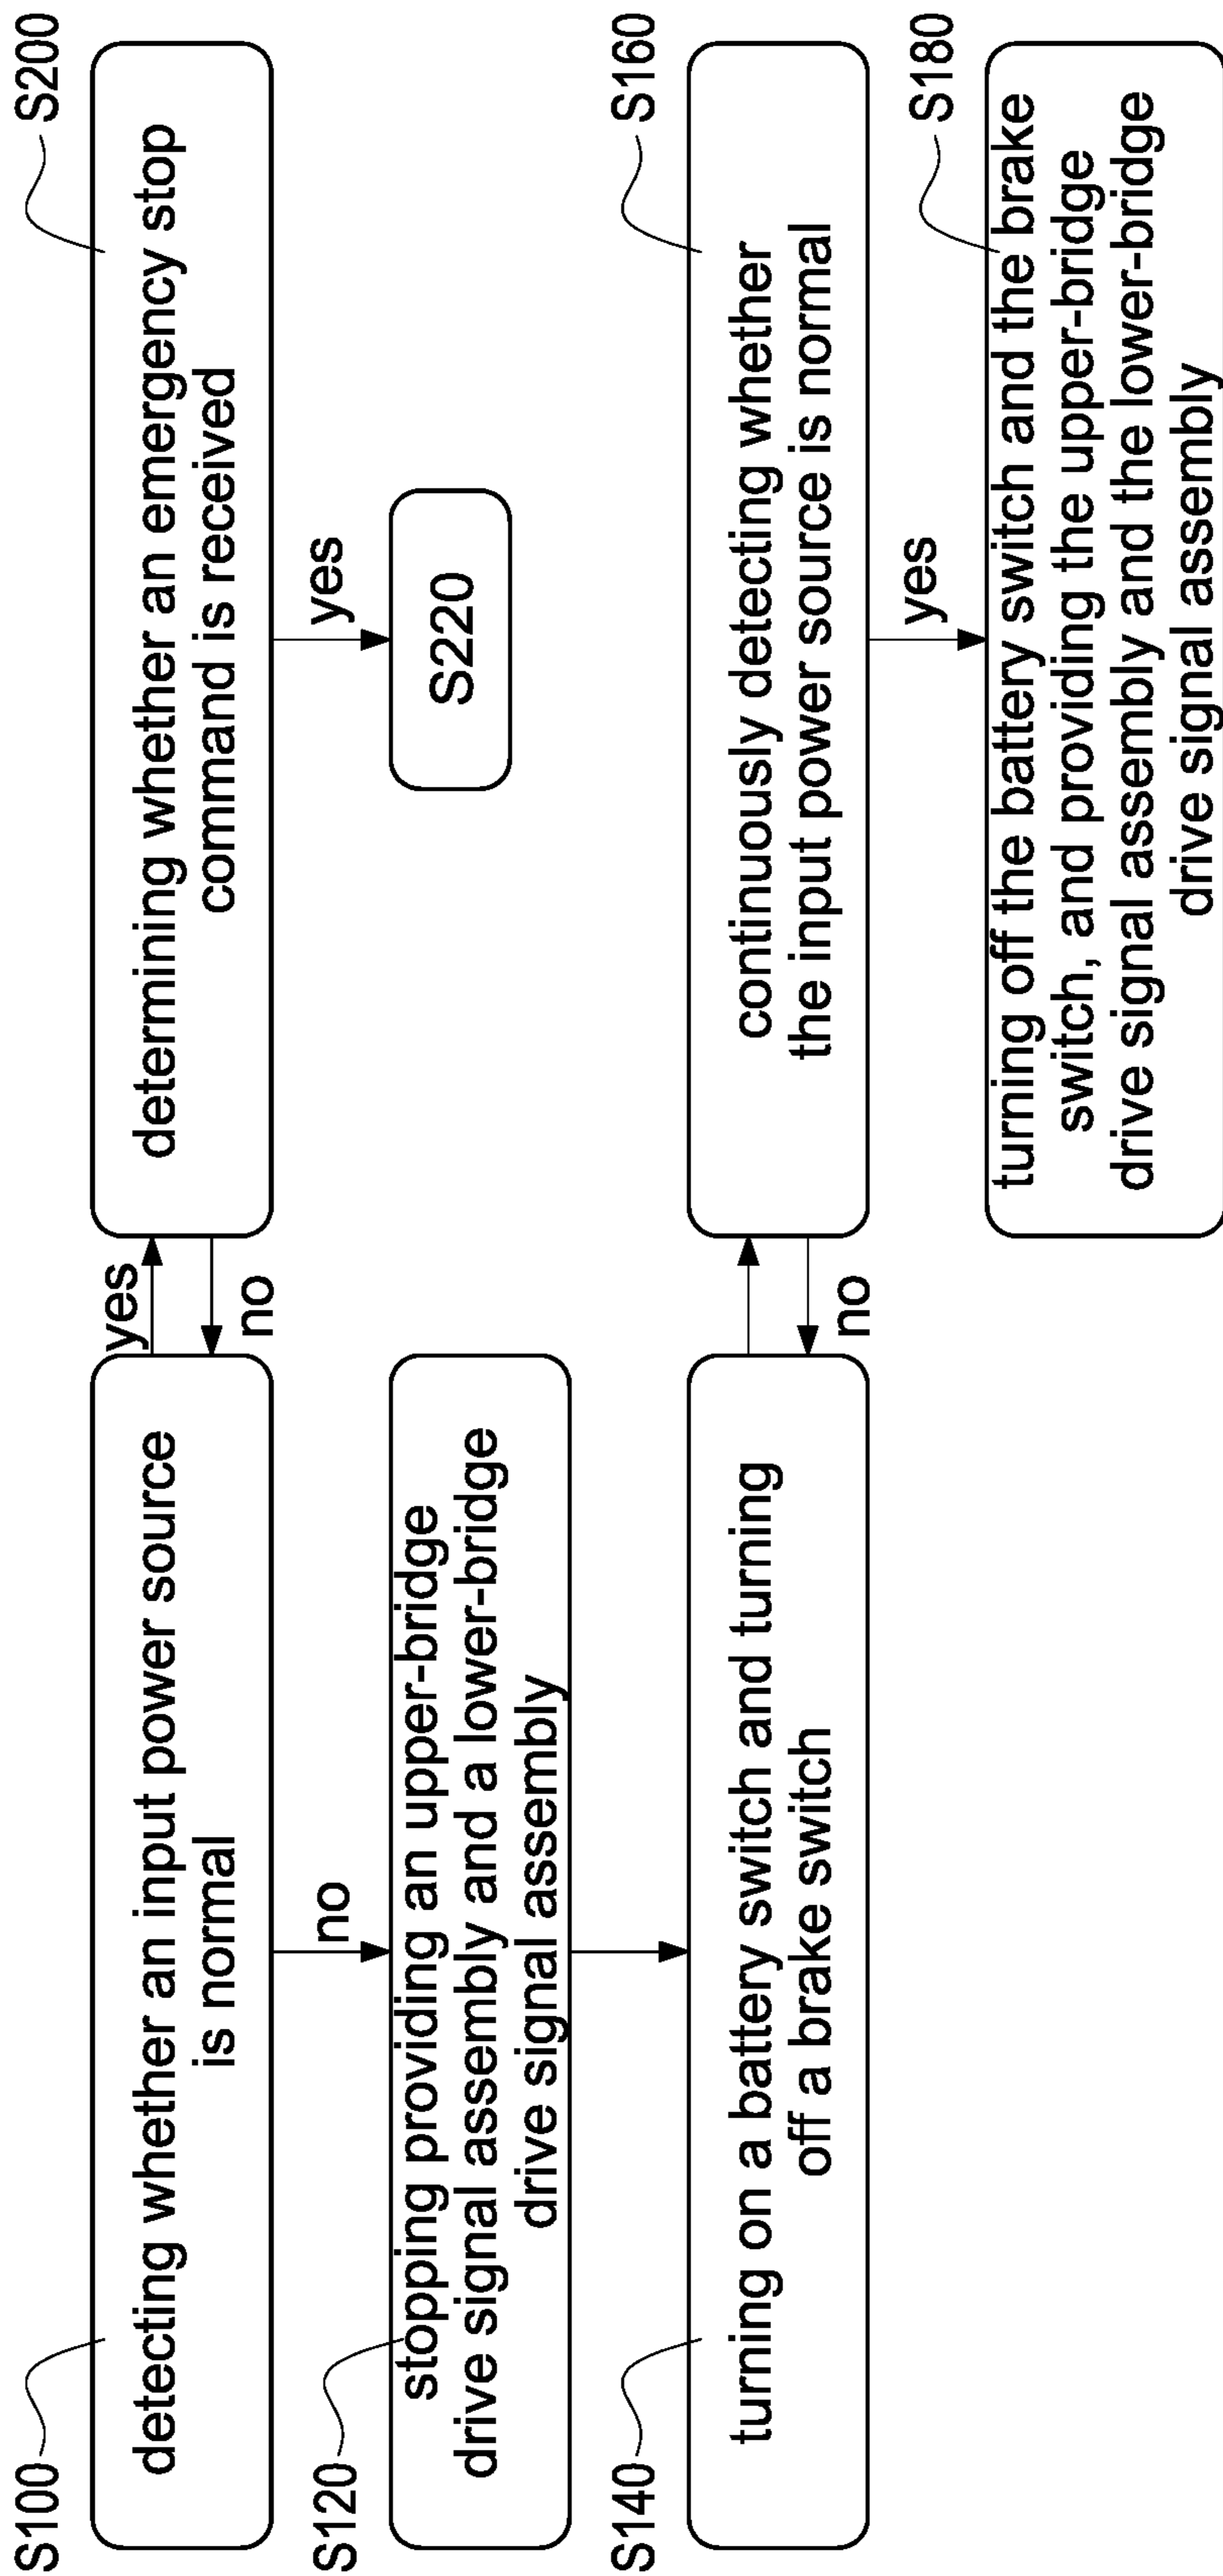 S100
detecting whether an input power source
is normal
yes
no
S200
determining whether an emergency stop
command is received
no
yes
S220
S120
stopping providing an upper-bridge
drive signal assembly and a lower-bridge
drive signal assembly
S140
turning on a battery switch and turning
off a brake switch
no
S160
continuously detecting whether
the input power source is normal
yes
S180
turning off the battery switch and the brake
switch, and providing the upper-bridge
drive signal assembly and the lower-bridge
drive signal assembly